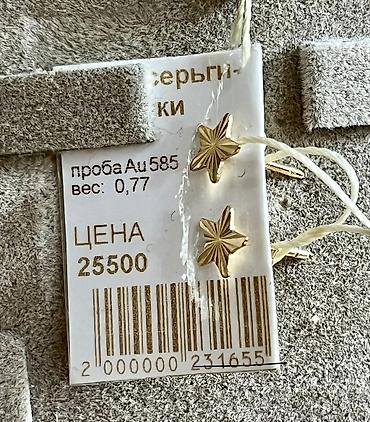 серьги-
ки
проба Au 585
вес: 0,77
ЦЕНА
25500
2 000000 231655